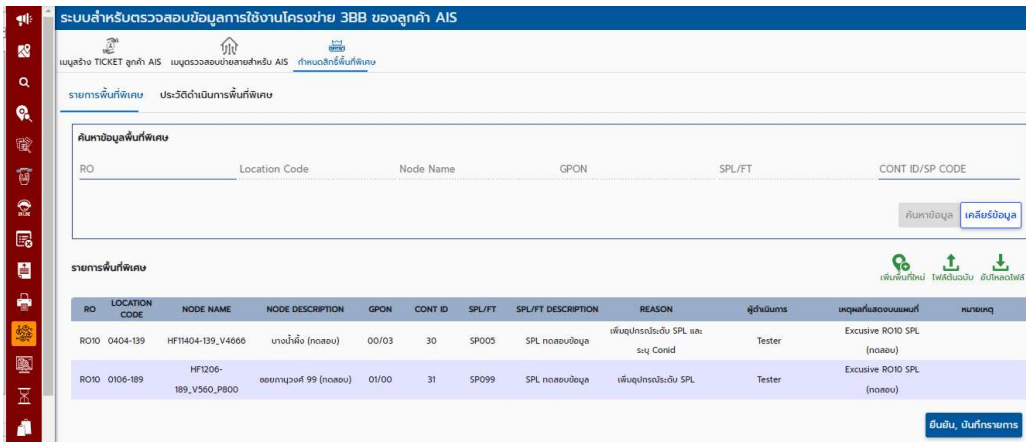 ระบบสำหรับตรวจสอบข้อมูลการใช้งานโครงข่าย 3BB ของลูกค้า AIS
เมนูสร้าง TICKET ลูกค้า AIS เมนูตรวจสอบข่ายสายสำหรับ AIS กำหนดสิทธิ์พื้นที่พิเศษ
รายการพื้นที่พิเศษ ประวัติดำเนินการพื้นที่พิเศษ
ค้นหาข้อมูลพื้นที่พิเศษ
RO Location Code Node Name GPON SPL/FT CONT ID/SP CODE
ค้นหาข้อมูล เคลียร์ข้อมูล
รายการพื้นที่พิเศษ
เพิ่มพื้นที่ใหม่ ไฟล์ต้นฉบับ อัปโหลดไฟล์
RO LOCATION CODE NODE NAME NODE DESCRIPTION GPON CONT ID SPL/FT SPL/FT DESCRIPTION REASON ผู้ดำเนินการ เหตุผลที่แสดงบนแผนที่ หมายเหตุ
RO10 0404-139 HF11404-139_V4666 บางน้ำผึ้ง (ทดสอบ) 00/03 30 SP005 SPL ทดสอบข้อมูล เพิ่มอุปกรณ์ระดับ SPL และ ระบุ Conid Tester Excusive RO10 SPL (ทดสอบ)
RO10 0106-189 HF1206-189_V560_P800 ซอยกานุวงศ์ 99 (ทดสอบ) 01/00 31 SP099 SPL ทดสอบข้อมูล เพิ่มอุปกรณ์ระดับ SPL Tester Excusive RO10 SPL (ทดสอบ)
ยืนยัน, บันทึกรายการ